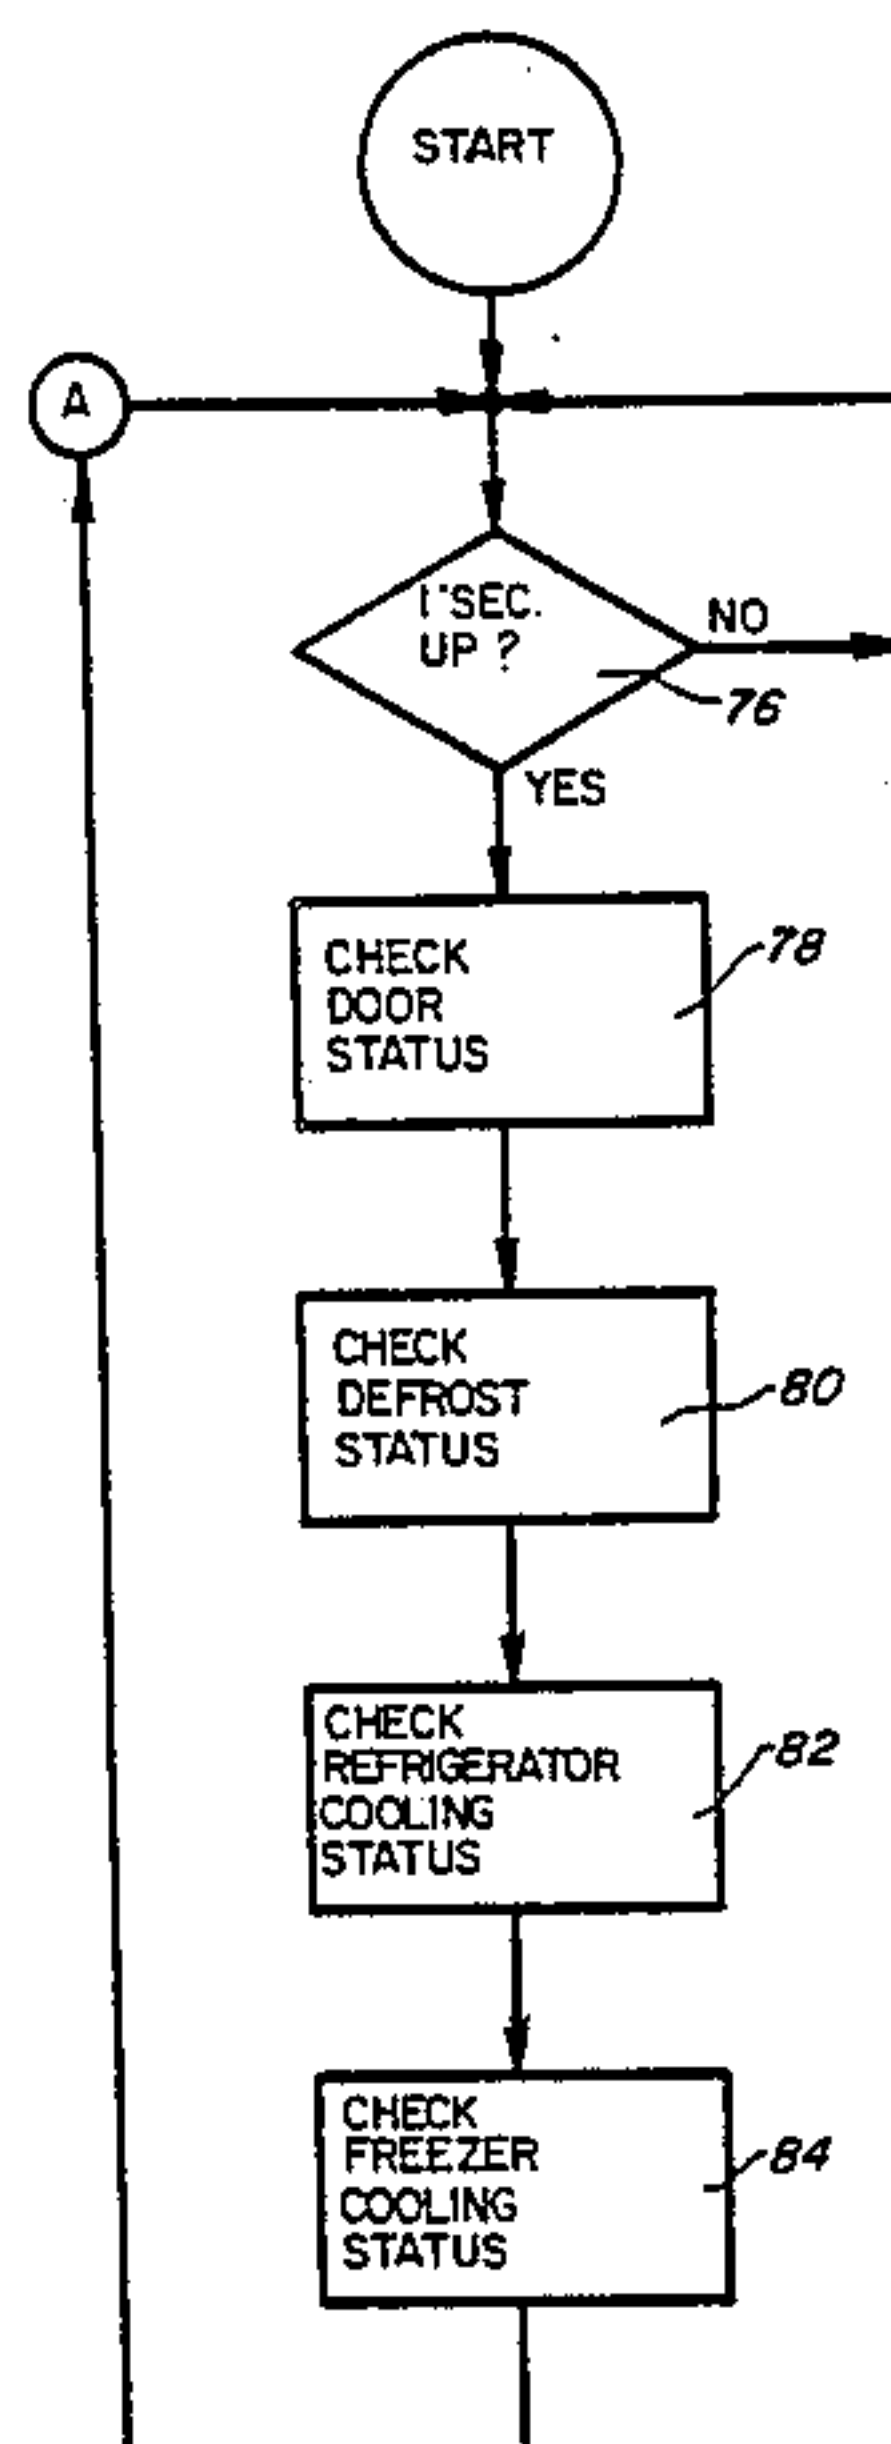 START
A
1 SEC.
UP ?
NO
76
YES
CHECK
DOOR
STATUS
78
CHECK
DEFROST
STATUS
80
CHECK
REFRIGERATOR
COOLING
STATUS
82
CHECK
FREEZER
COOLING
STATUS
84